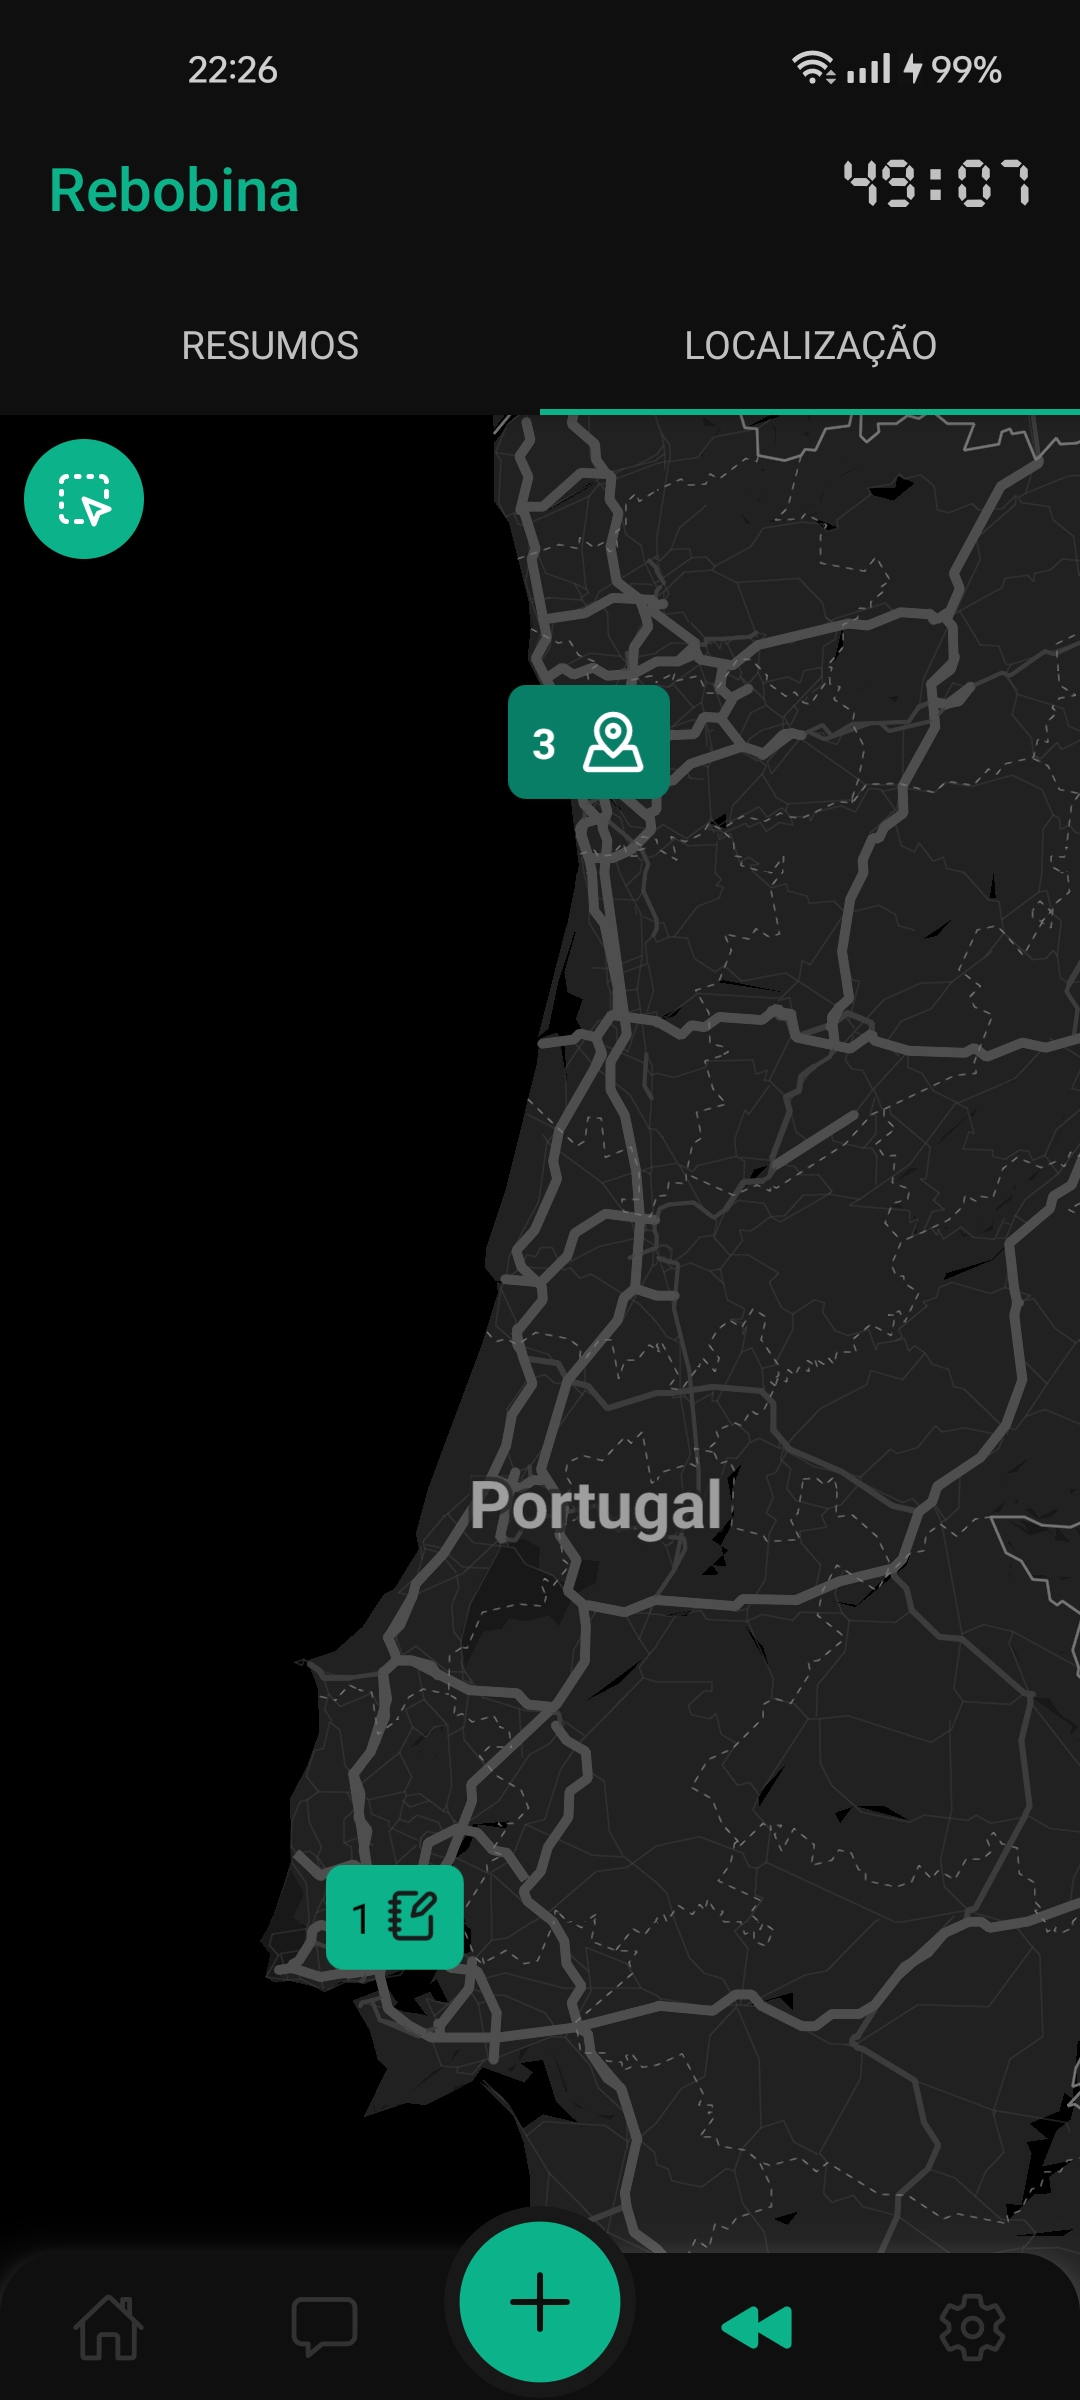 22:26
99%
Rebobina
49:07
RESUMOS
LOCALIZAÇÃO
3
Portugal
1